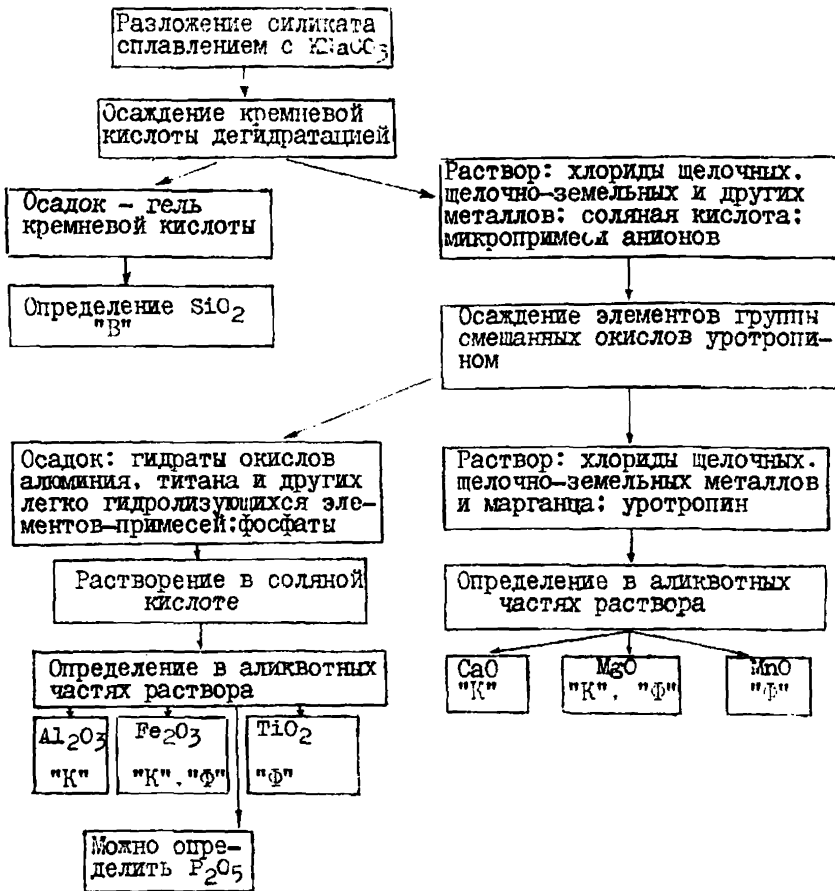 Разложение силиката
сплавлением с KNaCO3
Осаждение кремневой
кислоты дегидратацией
Осадок – гель
кремневой кислоты
Определение SiO2
"В"
Раствор: хлориды щелочных.
щелочно-земельных и других
металлов: соляная кислота:
микропримеси анионов
Осаждение элементов группы
смешанных окислов уротропи-
ном
Осадок: гидраты окислов
алюминия. титана и других
легко гидролизующихся эле-
ментов-примесей:фосфаты
Растворение в соляной
кислоте
Определение в аликвотных
частях раствора
Al2O3
"К"
Fe2O3
"К". "Ф"
TiO2
"Ф"
Можно опре-
делить P2O5
Раствор: хлориды щелочных.
щелочно-земельных металлов
и марганца: уротропин
Определение в аликвотных
частях раствора
CaO
"К"
MgO
"К". "Ф"
MnO
"Ф"